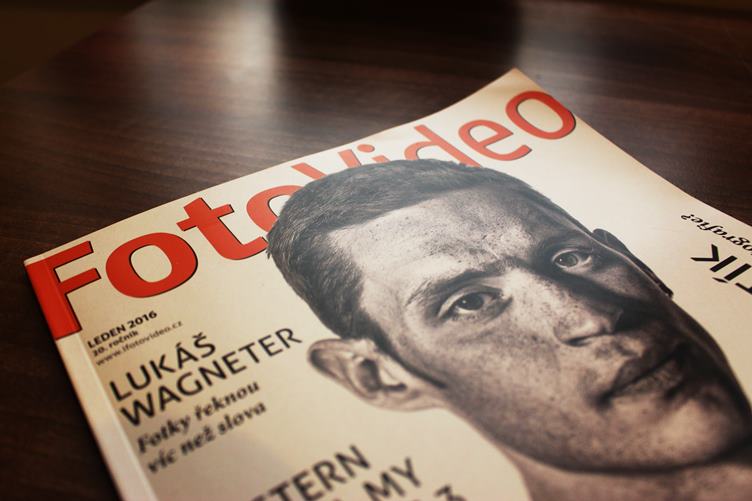 FotoVideo
LEDEN 2016
20. ročník
www.ifotovideo.cz
LUKÁŠ
WAGNETER
Fotky řeknou
víc než slova
MY